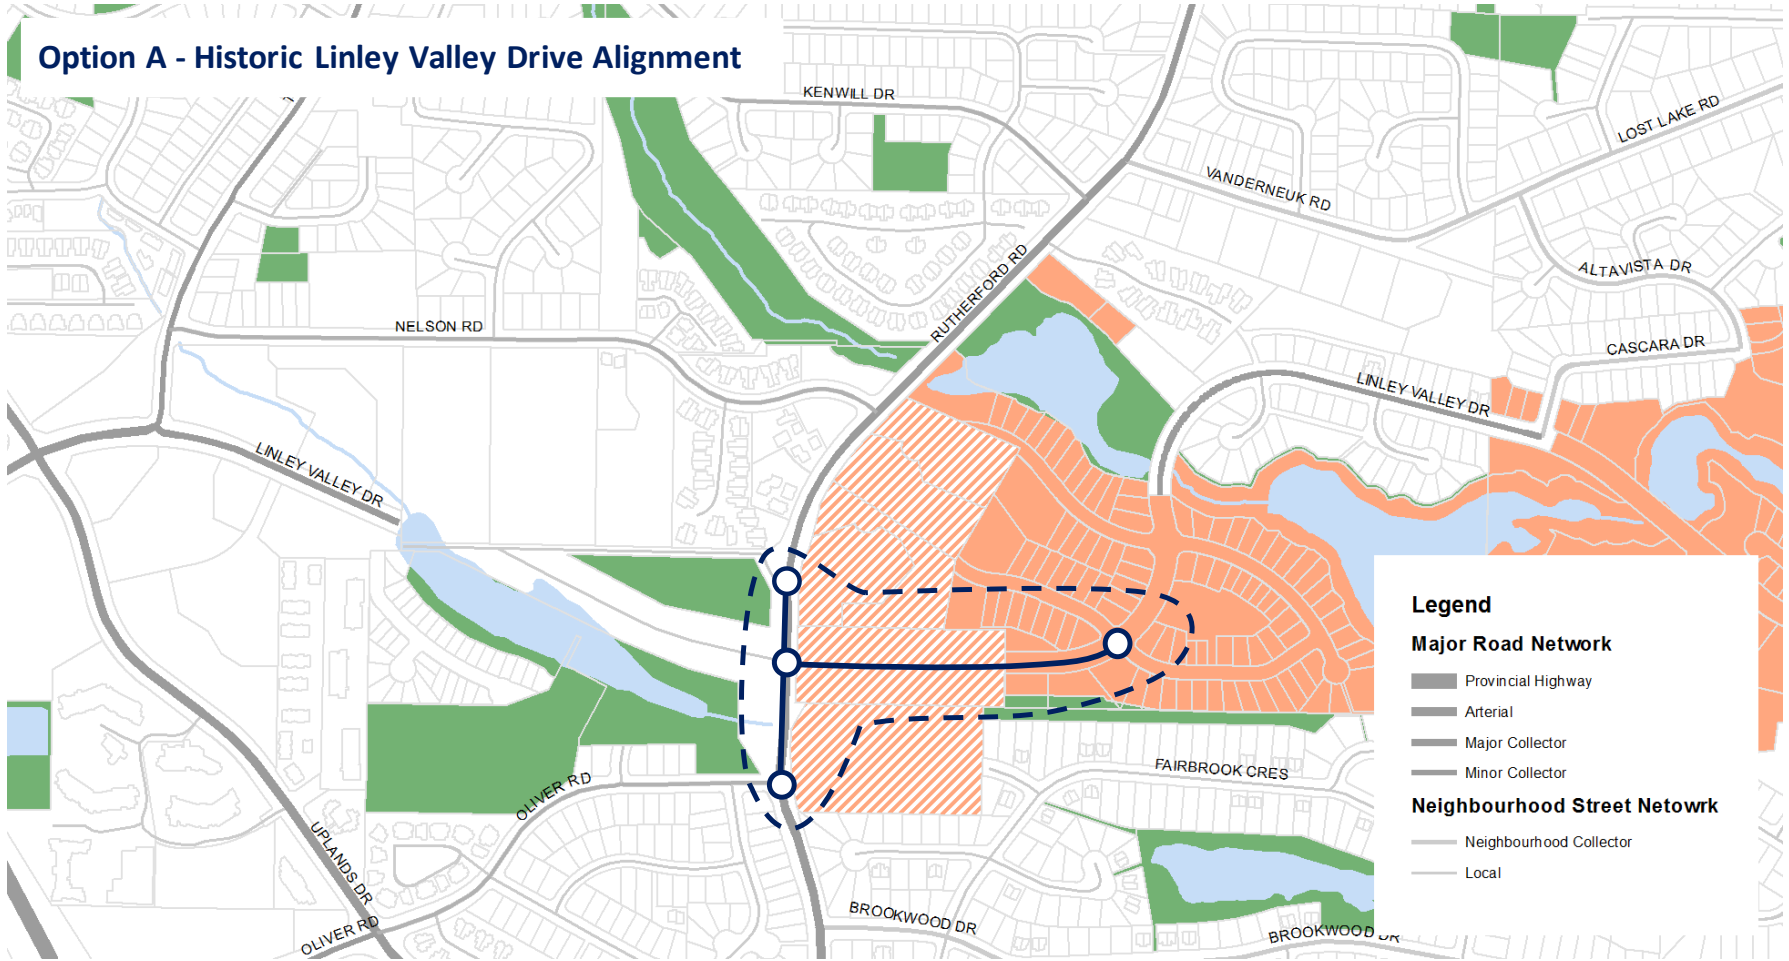 Option A - Historic Linley Valley Drive Alignment
KENWILL DR
LOST LAKE RD
VANDERNEUK RD
RUTHERFORD RD
ALTAVISTA DR
NELSON RD
CASCARA DR
LINLEY VALLEY DR
LINLEY VALLEY DR
Legend
Major Road Network
Provincial Highway
Arterial
Major Collector
Minor Collector
Neighbourhood Street Netowrk
Neighbourhood Collector
Local
FAIRBROOK CRES
OLIVER RD
UPLANDS DR
OLIVER RD
BROOKWOOD DR
BROOKWOOD DR